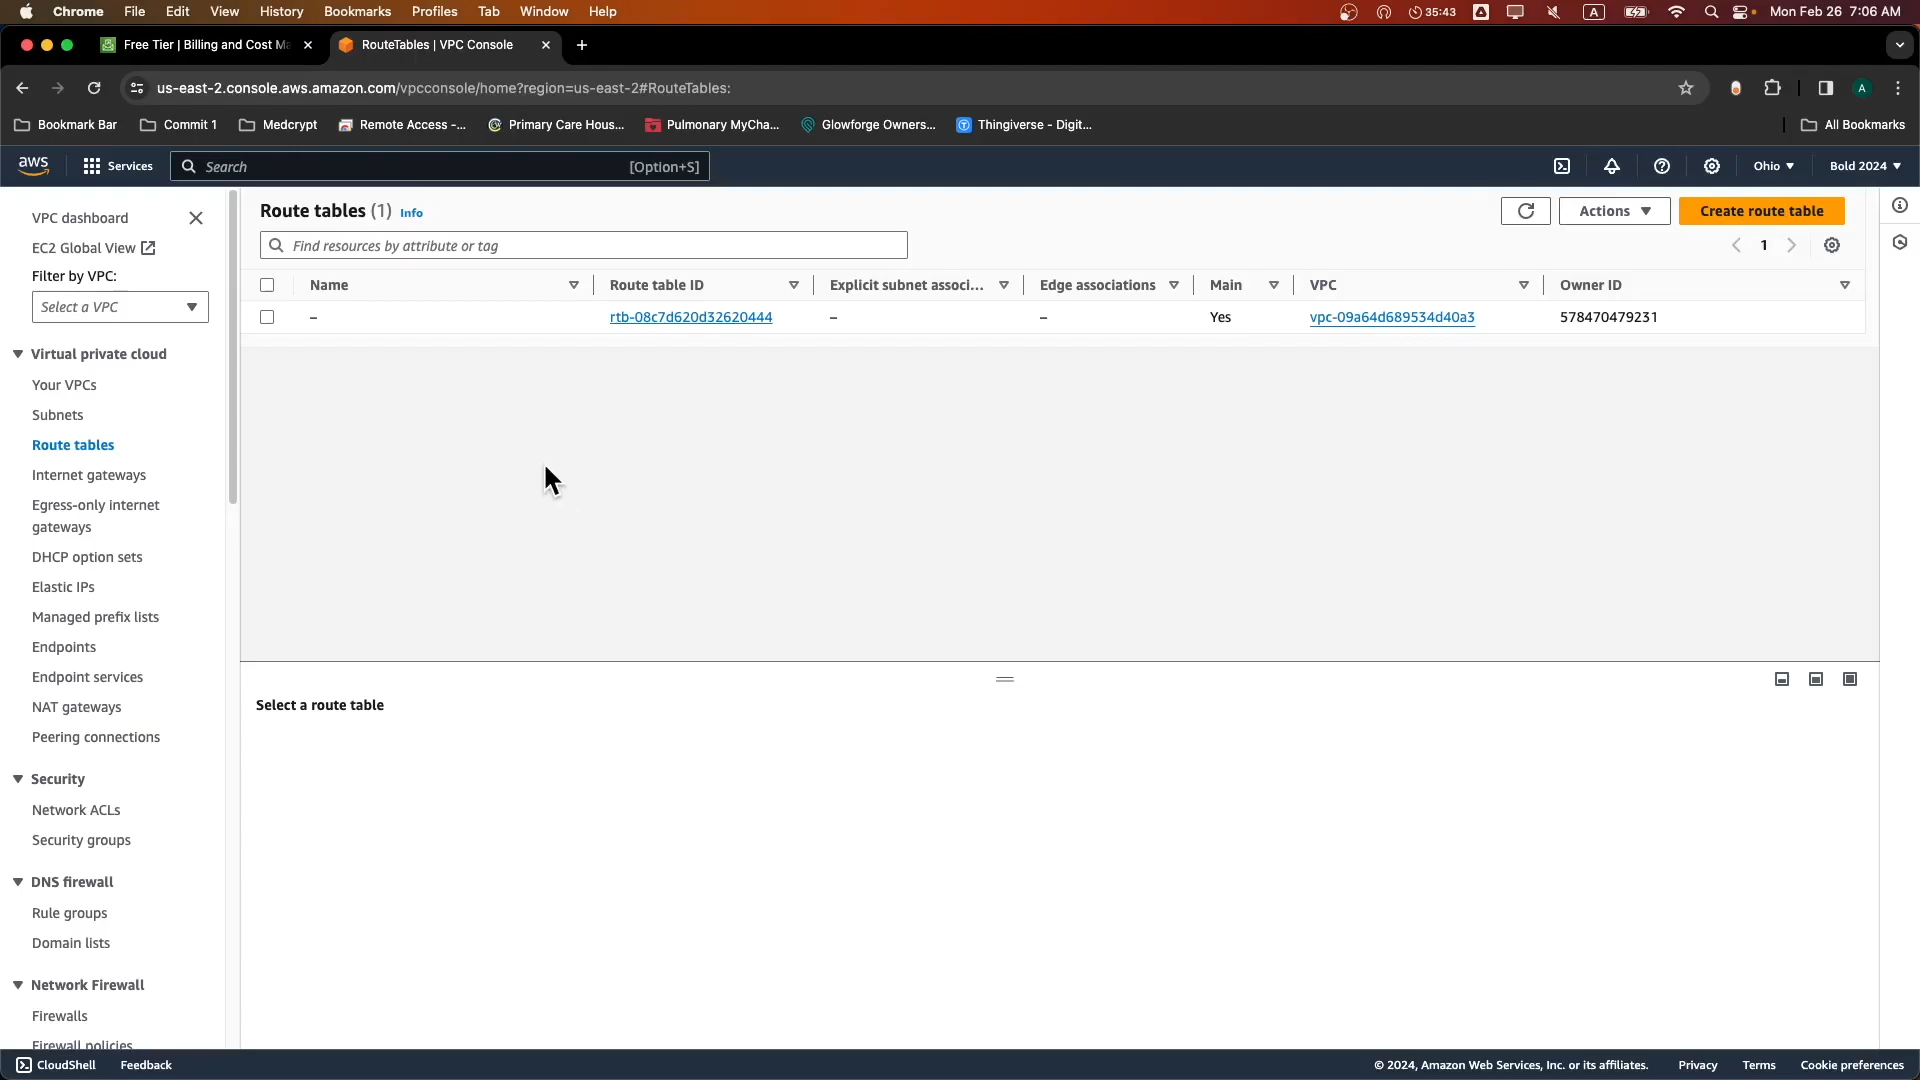 Chrome File Edit View History Bookmarks Profiles Tab Window Help 35:43 A Mon Feb 26 7:06 AM
Free Tier | Billing and Cost Ma RouteTables | VPC Console
us-east-2.console.aws.amazon.com/vpcconsole/home?region=us-east-2#RouteTables: A
Bookmark Bar Commit 1 Medcrypt Remote Access -... Primary Care Hous... Pulmonary MyCha... Glowforge Owners... Thingiverse - Digit... All Bookmarks
aws Services Search [Option+S] Ohio Bold 2024
VPC dashboard
EC2 Global View
Filter by VPC:
Select a VPC
Virtual private cloud
Your VPCs
Subnets
Route tables
Internet gateways
Egress-only internet
gateways
DHCP option sets
Elastic IPs
Managed prefix lists
Endpoints
Endpoint services
NAT gateways
Peering connections
Security
Network ACLs
Security groups
DNS firewall
Rule groups
Domain lists
Network Firewall
Firewalls
Firewall policies
Route tables (1) Info Actions Create route table
Find resources by attribute or tag 1
Name Route table ID Explicit subnet associ... Edge associations Main VPC Owner ID
– rtb-08c7d620d32620444 – – Yes vpc-09a64d689534d40a3 578470479231
Select a route table
CloudShell Feedback © 2024, Amazon Web Services, Inc. or its affiliates. Privacy Terms Cookie preferences